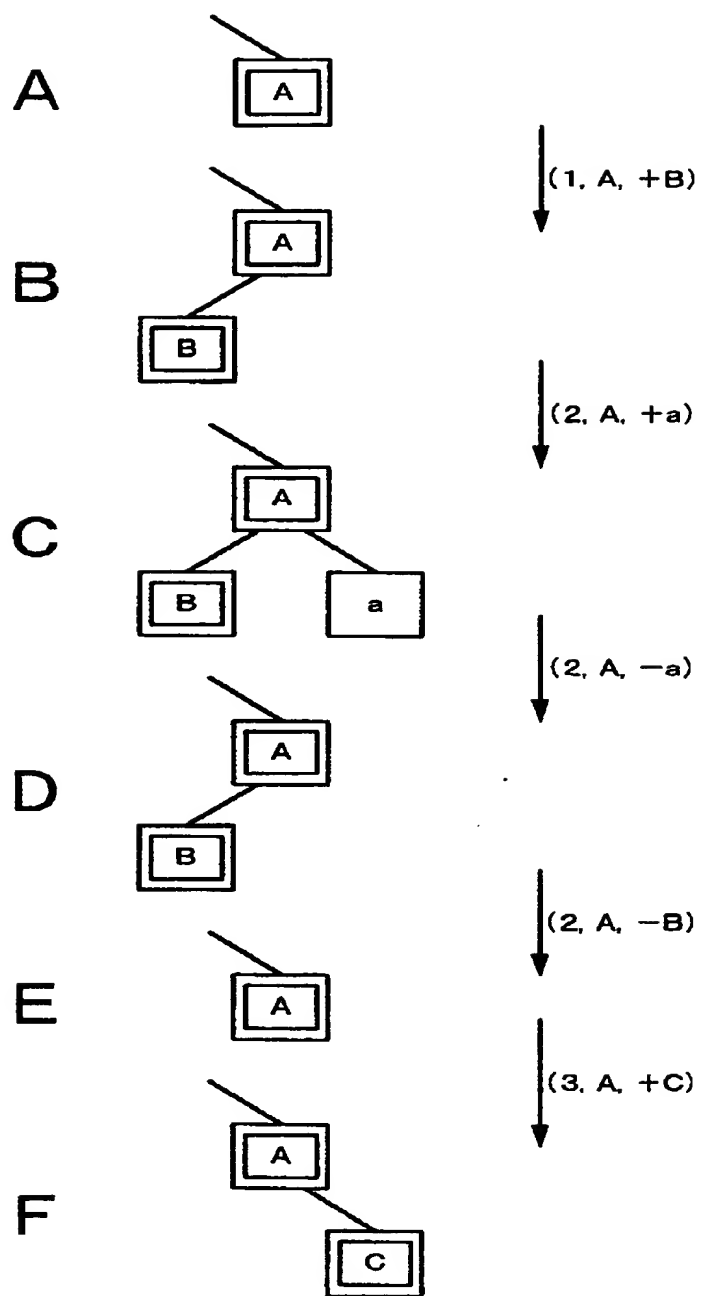 A
A
(1, A, +B)
A
B
B
(2, A, +a)
A
C
B a
(2, A, −a)
A
D
B
(2, A, −B)
A
E
(3, A, +C)
A
F
C